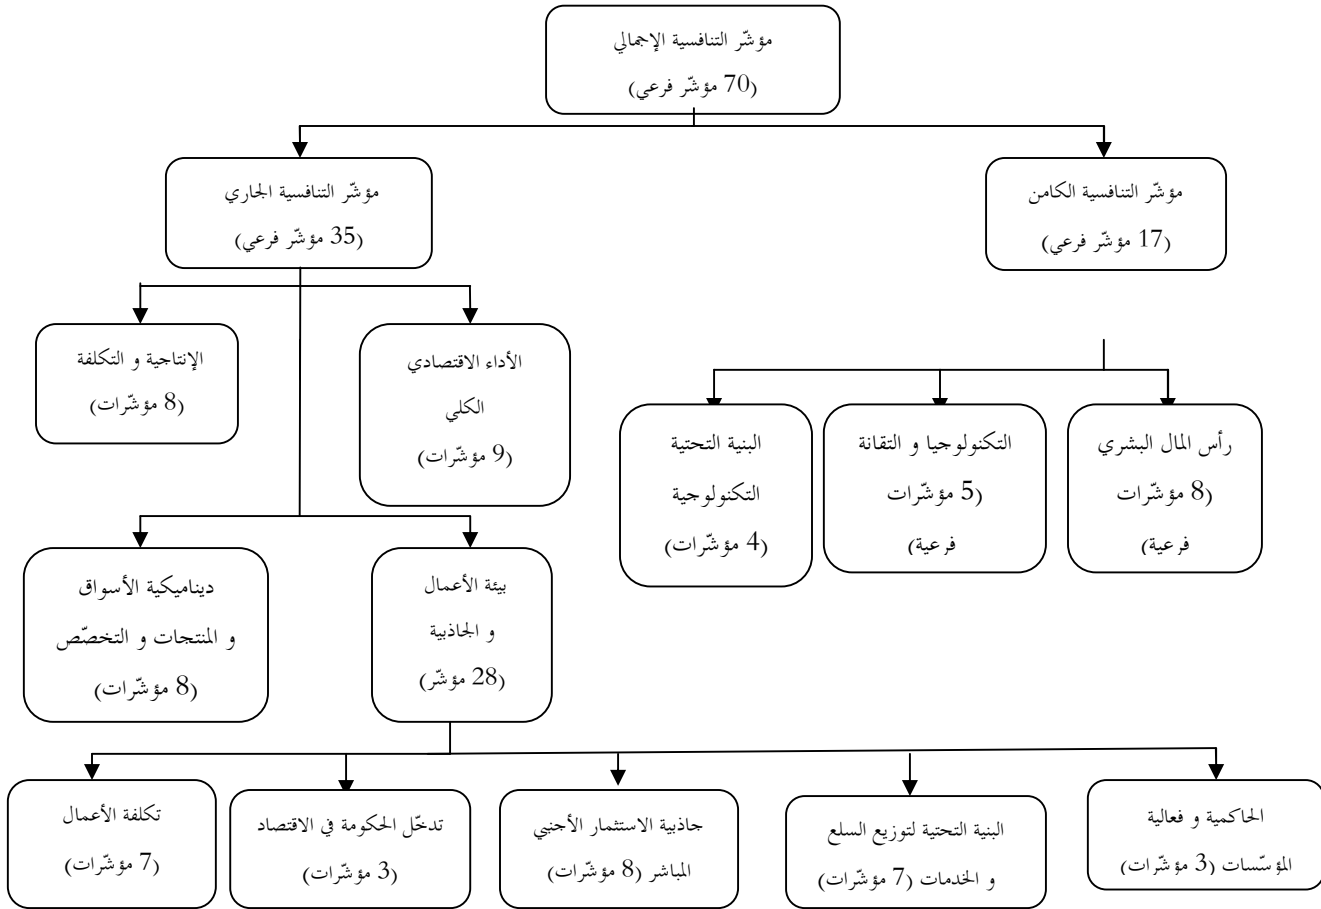 مؤشّر التنافسية الإجمالي
(70 مؤشّر فرعي)
مؤشّر التنافسية الكامن
(17 مؤشّر فرعي)
مؤشّر التنافسية الجاري
(35 مؤشّر فرعي)
الأداء الاقتصادي
الكلي
(9 مؤشّرات)
الإنتاجية و التكلفة
(8 مؤشّرات)
رأس المال البشري
(8 مؤشّرات
فرعية)
التكنولوجيا و التقانة
(5 مؤشّرات
فرعية)
البنية التحتية
التكنولوجية
(4 مؤشّرات)
بيئة الأعمال
و الجاذبية
(28 مؤشّر)
ديناميكية الأسواق
و المنتجات و التخصّص
(8 مؤشّرات)
الحاكمية و فعالية
المؤسّسات (3 مؤشّرات)
البنية التحتية لتوزيع السلع
و الخدمات (7 مؤشّرات)
جاذبية الاستثمار الأجنبي
المباشر (8 مؤشّرات)
تدخّل الحكومة في الاقتصاد
(3 مؤشّرات)
تكلفة الأعمال
(7 مؤشّرات)